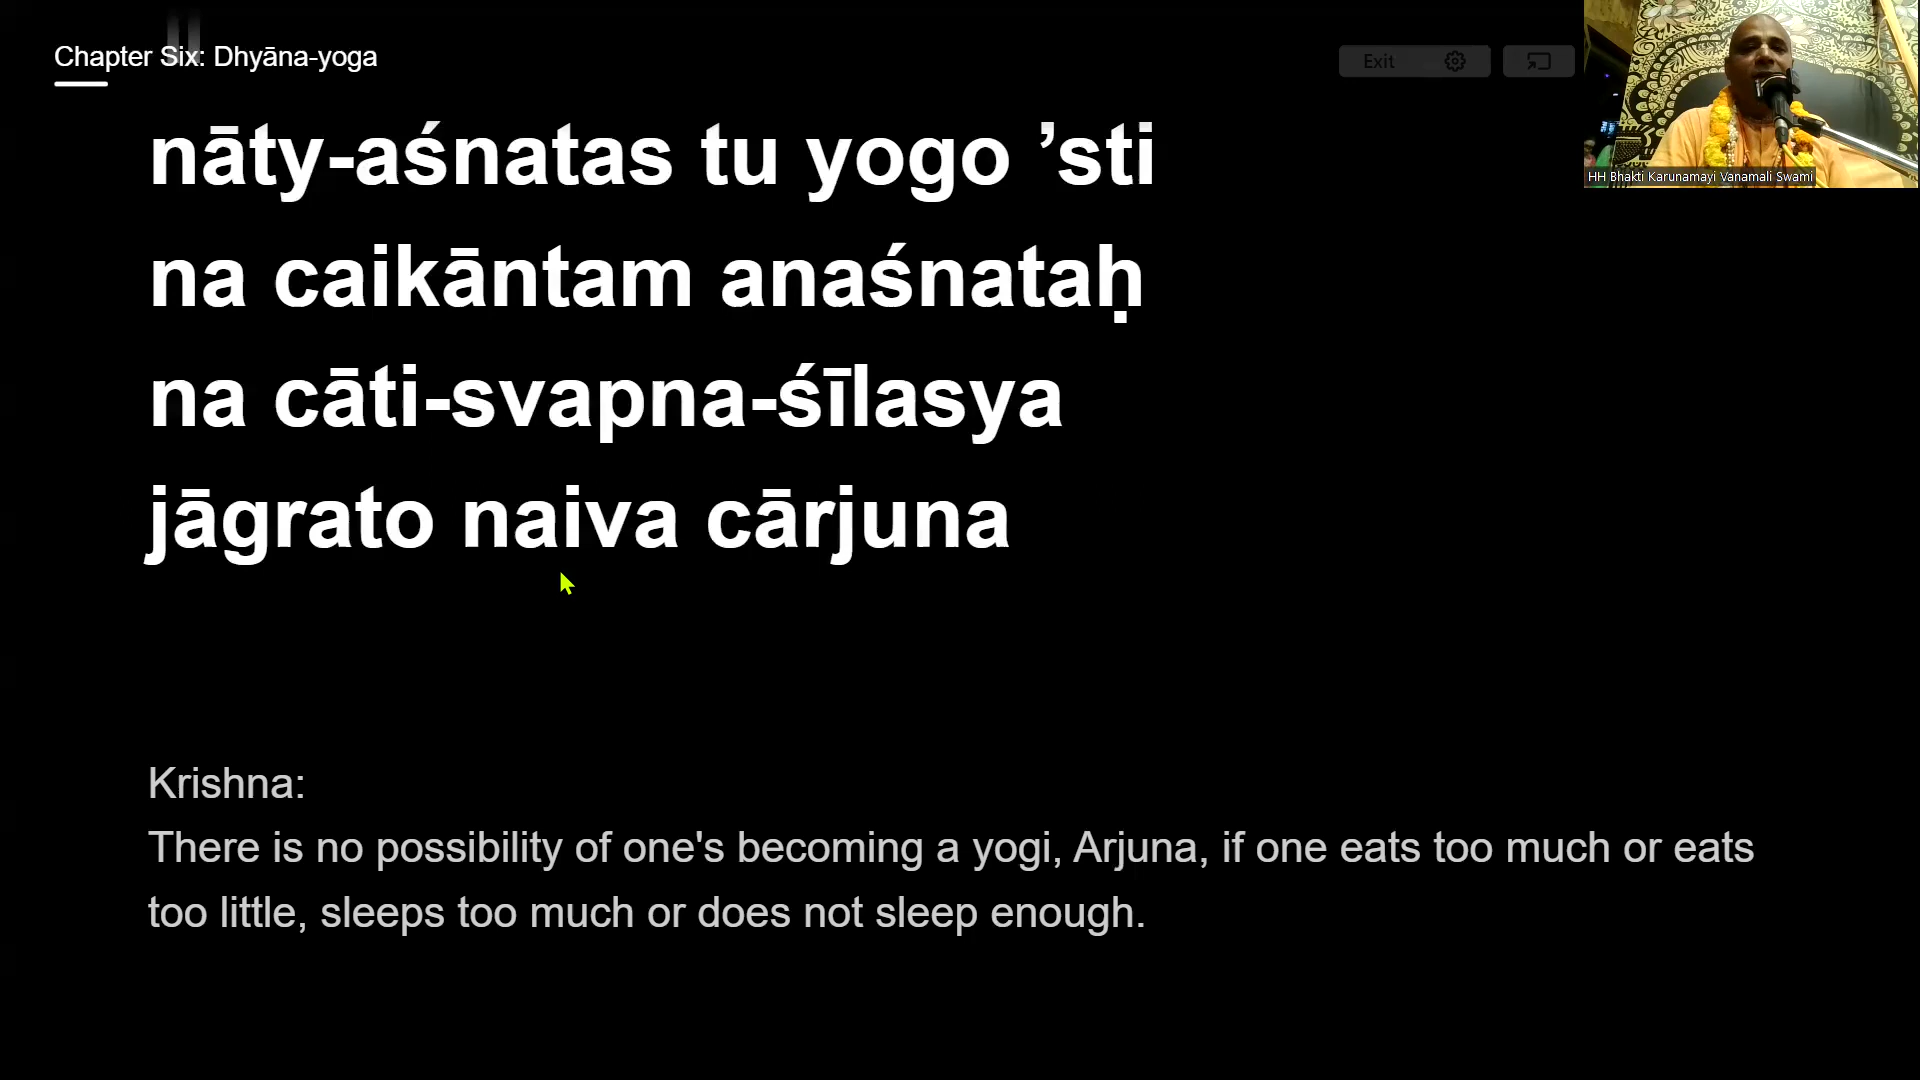 Chapter Six: Dhyāna-yoga
Exit
HH Bhakti Karunamayi Vanamali Swami
nāty-aśnatas tu yogo ’sti
na caikāntam anaśnataḥ
na cāti-svapna-śīlasya
jāgrato naiva cārjuna
Krishna:
There is no possibility of one's becoming a yogi, Arjuna, if one eats too much or eats
too little, sleeps too much or does not sleep enough.